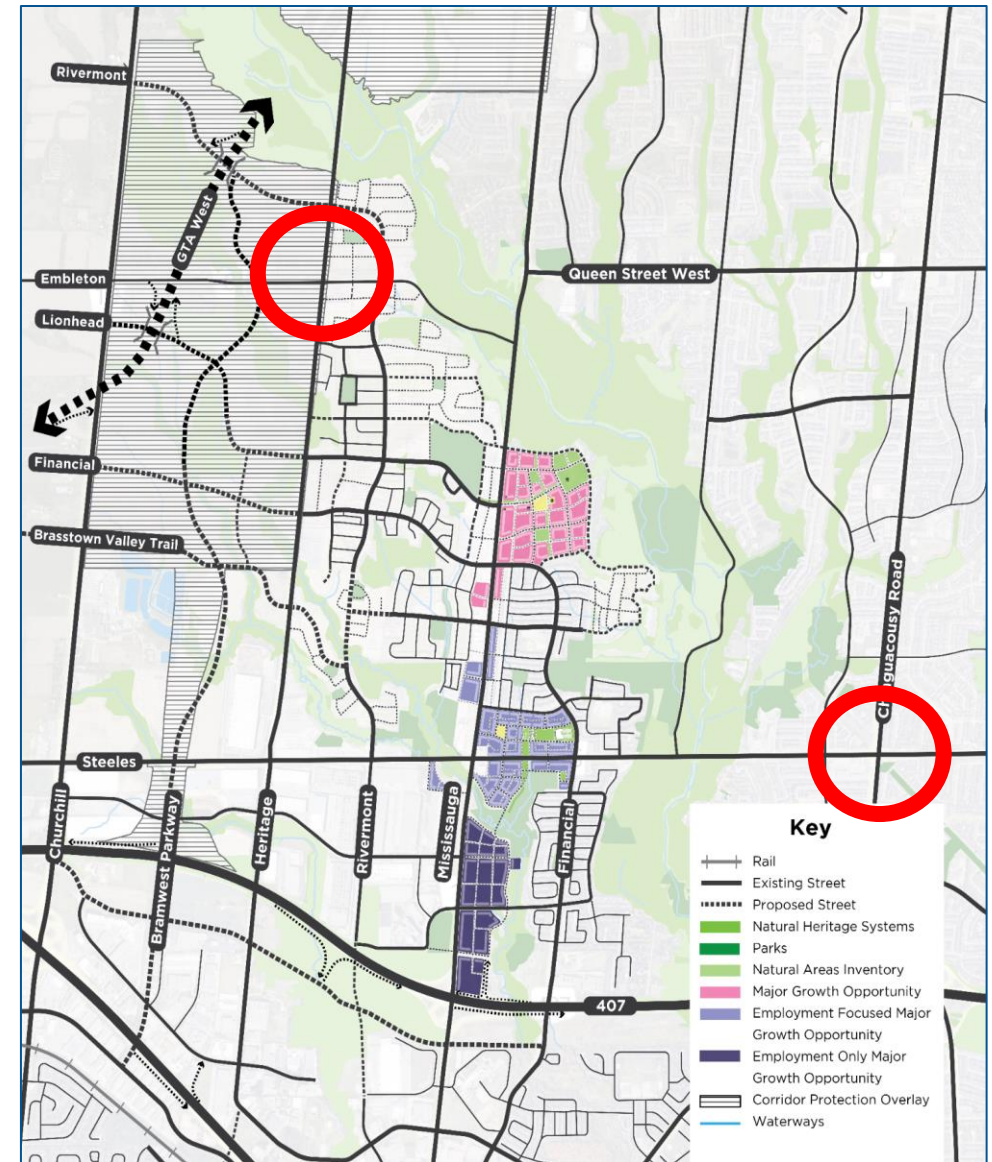 Rivermont
GTA West
Embleton
Queen Street West
Lionhead
Financial
Brasstown Valley Trail
Chinguacousy Road
Steeles
Churchill
Bramwest Parkway
Heritage
Rivermont
Mississauga
Financial
407
Key
Rail
Existing Street
Proposed Street
Natural Heritage Systems
Parks
Natural Areas Inventory
Major Growth Opportunity
Employment Focused Major
Growth Opportunity
Employment Only Major
Growth Opportunity
Corridor Protection Overlay
Waterways